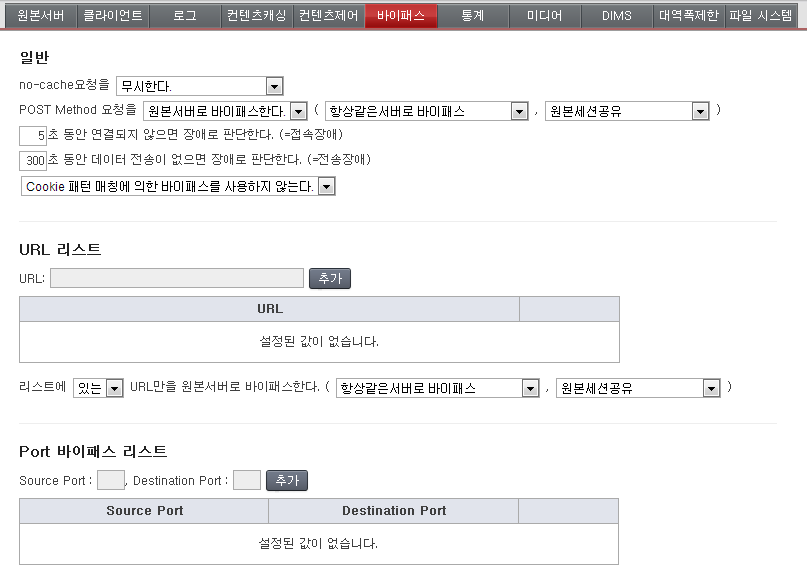 원본서버 클라이언트 로그 컨텐츠캐싱 컨텐츠제어 바이패스 통계 미디어 DIMS 대역폭제한 파일 시스템
일반
no-cache요청을 무시한다.
POST Method 요청을 원본서버로 바이패스한다. ( 항상같은서버로 바이패스 , 원본세션공유 )
5 초 동안 연결되지 않으면 장애로 판단한다. (=접속장애)
300 초 동안 데이터 전송이 없으면 장애로 판단한다. (=전송장애)
Cookie 패턴 매칭에 의한 바이패스를 사용하지 않는다.
URL 리스트
URL: 추가
URL
설정된 값이 없습니다.
리스트에 있는 URL만을 원본서버로 바이패스한다. ( 항상같은서버로 바이패스 , 원본세션공유 )
Port 바이패스 리스트
Source Port : , Destination Port : 추가
Source Port Destination Port
설정된 값이 없습니다.